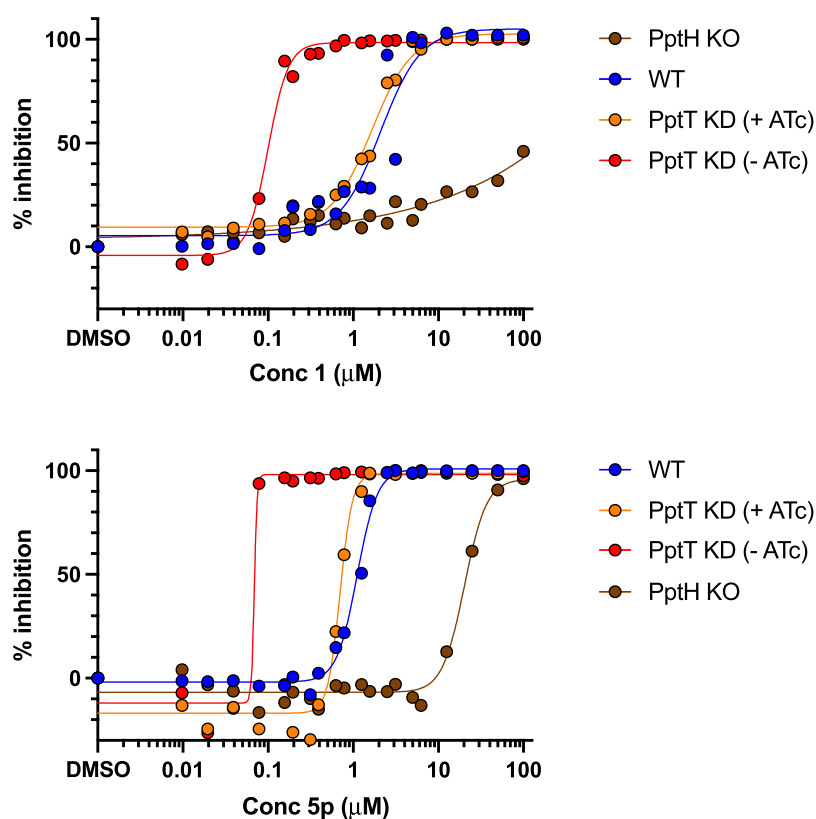 100
50
0
% inhibition
DMSO 0.01 0.1 1 10 100
Conc 1 (μM)
PptH KO
WT
PptT KD (+ ATc)
PptT KD (- ATc)
100
50
0
% inhibition
DMSO 0.01 0.1 1 10 100
Conc 5p (μM)
WT
PptT KD (+ ATc)
PptT KD (- ATc)
PptH KO